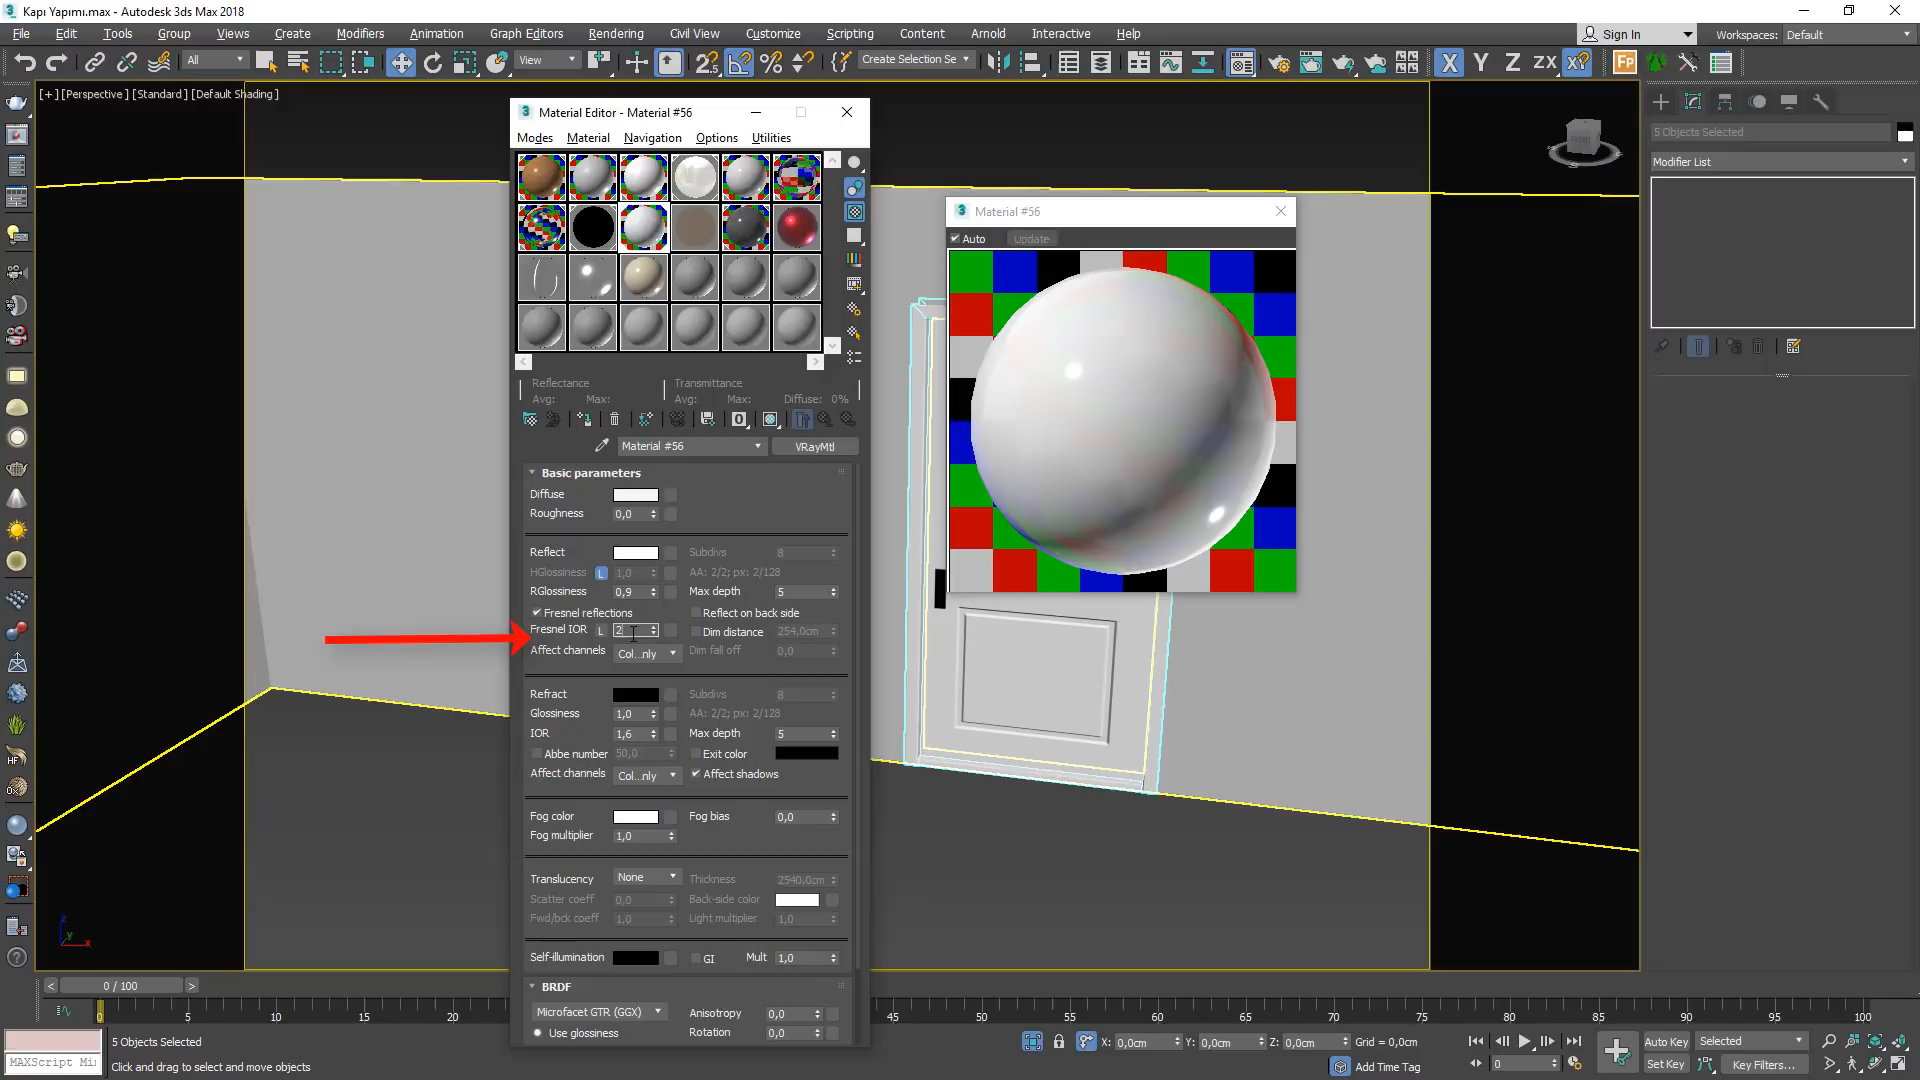 Kapı Yapımı.max - Autodesk 3ds Max 2018
File Edit Tools Group Views Create Modifiers Animation Graph Editors Rendering Civil View Customize Scripting Content Arnold Interactive Help
Sign In
Workspaces: Default
All
View
Create Selection Se
X Y Z ZX
[+] [Perspective] [Standard] [Default Shading]
Material Editor - Material #56
Modes Material Navigation Options Utilities
Reflectance
Avg: Max:
Transmittance
Avg: Max: Diffuse: 0%
Material #56
VRayMtl
Basic parameters
Diffuse
Roughness 0,0
Reflect Subdivs 8
HGlossiness L 1,0 AA: 2/2; px: 2/128
RGlossiness 0,9 Max depth 5
Fresnel reflections Reflect on back side
Fresnel IOR L 2 Dim distance 254,0cm
Affect channels Col...nly Dim fall off 0,0
Refract Subdivs 8
Glossiness 1,0 AA: 2/2; px: 2/128
IOR 1,6 Max depth 5
Abbe number 50,0 Exit color
Affect channels Col...nly Affect shadows
Fog color Fog bias 0,0
Fog multiplier 1,0
Translucency None Thickness 2540,0cm
Scatter coeff 0,0 Back-side color
Fwd/bck coeff 1,0 Light multiplier 1,0
Self-illumination GI Mult 1,0
BRDF
Microfacet GTR (GGX) Anisotropy 0,0
Use glossiness Rotation 0,0
Material #56
Auto Update
5 Objects Selected
Modifier List
HF
z
y
x
0 / 100
0 5 10 15 20 45 50 55 60 65 70 75 80 85 90 95 100
5 Objects Selected
MAXScript Mi
Click and drag to select and move objects
X: 0,0cm Y: 0,0cm Z: 0,0cm Grid = 0,0cm
Add Time Tag
0
Auto Key Selected
Set Key Key Filters...